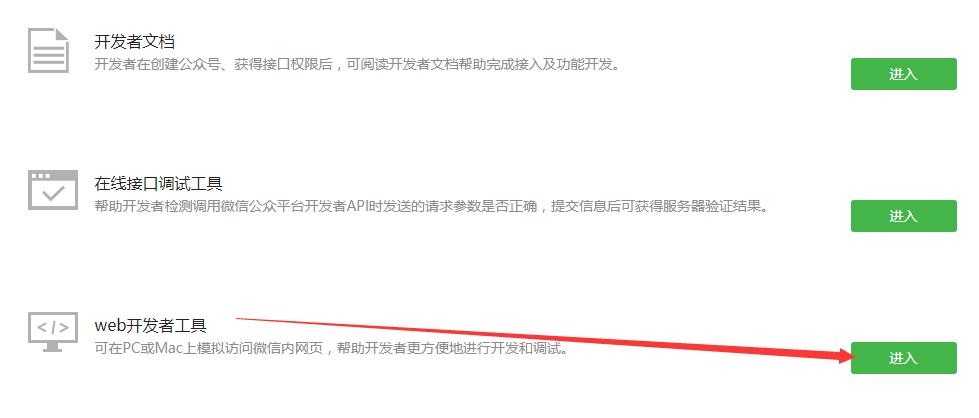 开发者文档
开发者在创建公众号、获得接口权限后，可阅读开发者文档帮助完成接入及功能开发。
进入
在线接口调试工具
帮助开发者检测调用微信公众平台开发者API时发送的请求参数是否正确，提交信息后可获得服务器验证结果。
进入
web开发者工具
可在PC或Mac上模拟访问微信内网页，帮助开发者更方便地进行开发和调试。
进入